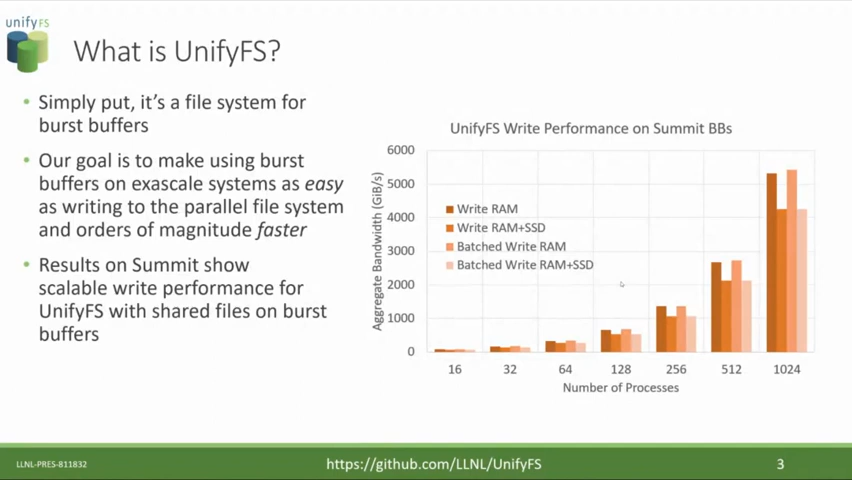 unifyFS
What is UnifyFS?
• Simply put, it's a file system for
burst buffers
• Our goal is to make using burst
buffers on exascale systems as easy
as writing to the parallel file system
and orders of magnitude faster
• Results on Summit show
scalable write performance for
UnifyFS with shared files on burst
buffers
UnifyFS Write Performance on Summit BBs
Aggregate Bandwidth (GiB/s)
6000
5000
4000
3000
2000
1000
0
Write RAM
Write RAM+SSD
Batched Write RAM
Batched Write RAM+SSD
16 32 64 128 256 512 1024
Number of Processes
LLNL-PRES-811832
https://github.com/LLNL/UnifyFS
3